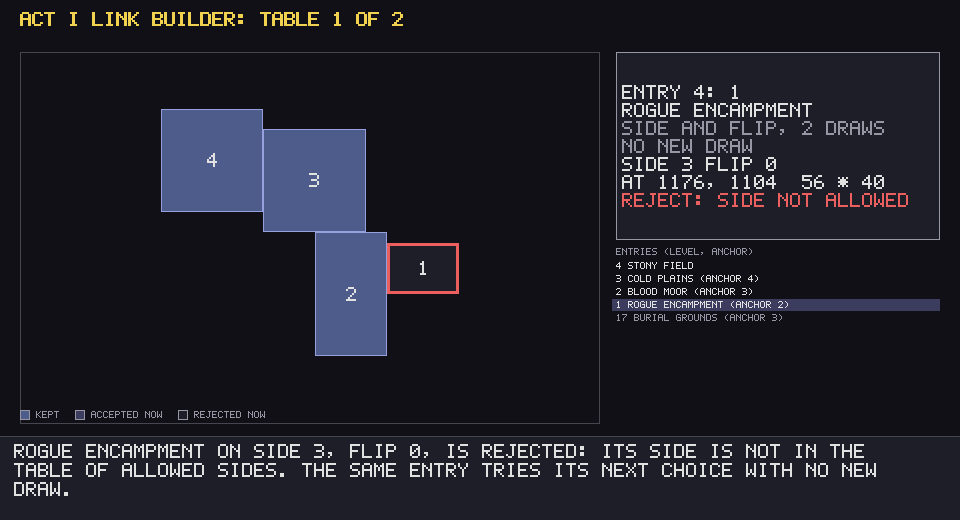 ACT I LINK BUILDER: TABLE 1 OF 2
4
3
2
1
ENTRY 4: 1
ROGUE ENCAMPMENT
SIDE AND FLIP, 2 DRAWS
NO NEW DRAW
SIDE 3 FLIP 0
AT 1176, 1104  56 * 40
REJECT: SIDE NOT ALLOWED
ENTRIES (LEVEL, ANCHOR)
4 STONY FIELD
3 COLD PLAINS (ANCHOR 4)
2 BLOOD MOOR (ANCHOR 3)
1 ROGUE ENCAMPMENT (ANCHOR 2)
17 BURIAL GROUNDS (ANCHOR 3)
KEPT
ACCEPTED NOW
REJECTED NOW
ROGUE ENCAMPMENT ON SIDE 3, FLIP 0, IS REJECTED: ITS SIDE IS NOT IN THE
TABLE OF ALLOWED SIDES. THE SAME ENTRY TRIES ITS NEXT CHOICE WITH NO NEW
DRAW.